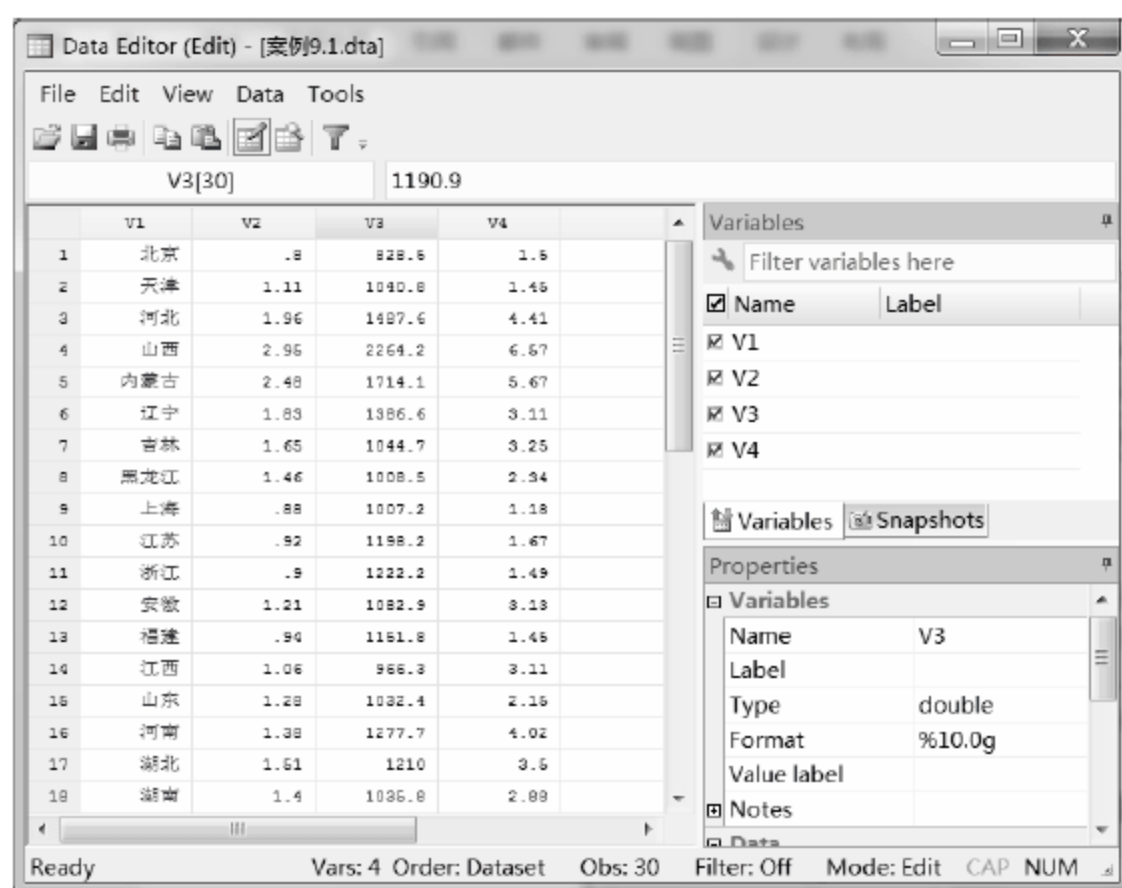 Data Editor (Edit) - [案例9.1.dta]
File Edit View Data Tools
V3[30] 1190.9
V1 V2 V3 V4
1 北京 .8 828.5 1.5
2 天津 1.11 1040.8 1.45
3 河北 1.96 1487.6 4.41
4 山西 2.95 2264.2 6.57
5 内蒙古 2.48 1714.1 5.67
6 辽宁 1.83 1386.6 3.11
7 吉林 1.65 1044.7 3.25
8 黑龙江 1.46 1008.5 2.34
9 上海 .88 1007.2 1.18
10 江苏 .92 1198.2 1.67
11 浙江 .9 1222.2 1.49
12 安徽 1.21 1082.9 3.13
13 福建 .94 1151.8 1.45
14 江西 1.06 966.3 3.11
15 山东 1.28 1032.4 2.15
16 河南 1.38 1277.7 4.02
17 湖北 1.51 1210 3.5
18 湖南 1.4 1035.8 2.88
Variables
Filter variables here
Name Label
V1
V2
V3
V4
Variables Snapshots
Properties
Variables
Name V3
Label
Type double
Format %10.0g
Value label
Notes
Data
Ready Vars: 4 Order: Dataset Obs: 30 Filter: Off Mode: Edit CAP NUM